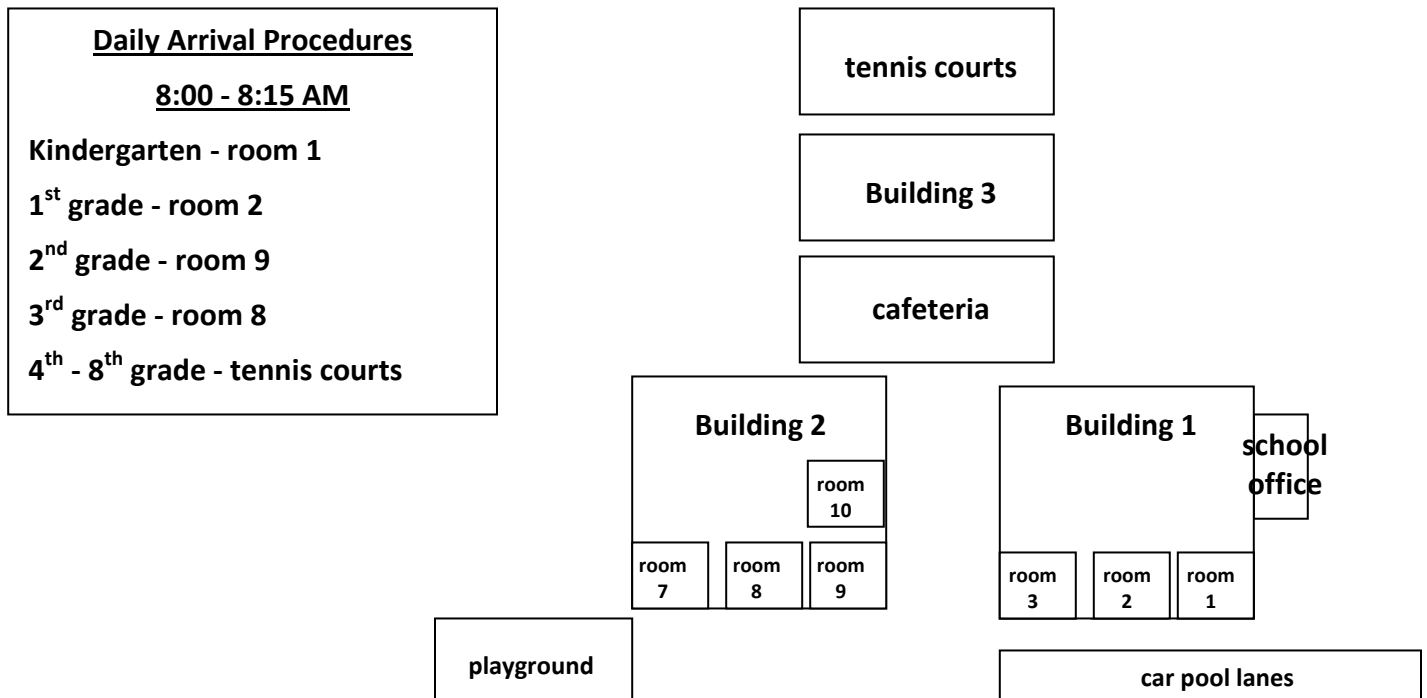 Daily Arrival Procedures
8:00 - 8:15 AM
Kindergarten - room 1
1st grade - room 2
2nd grade - room 9
3rd grade - room 8
4th - 8th grade - tennis courts
tennis courts
Building 3
cafeteria
Building 2
room
10
room
7
room
8
room
9
Building 1
school
office
room
3
room
2
room
1
playground
car pool lanes